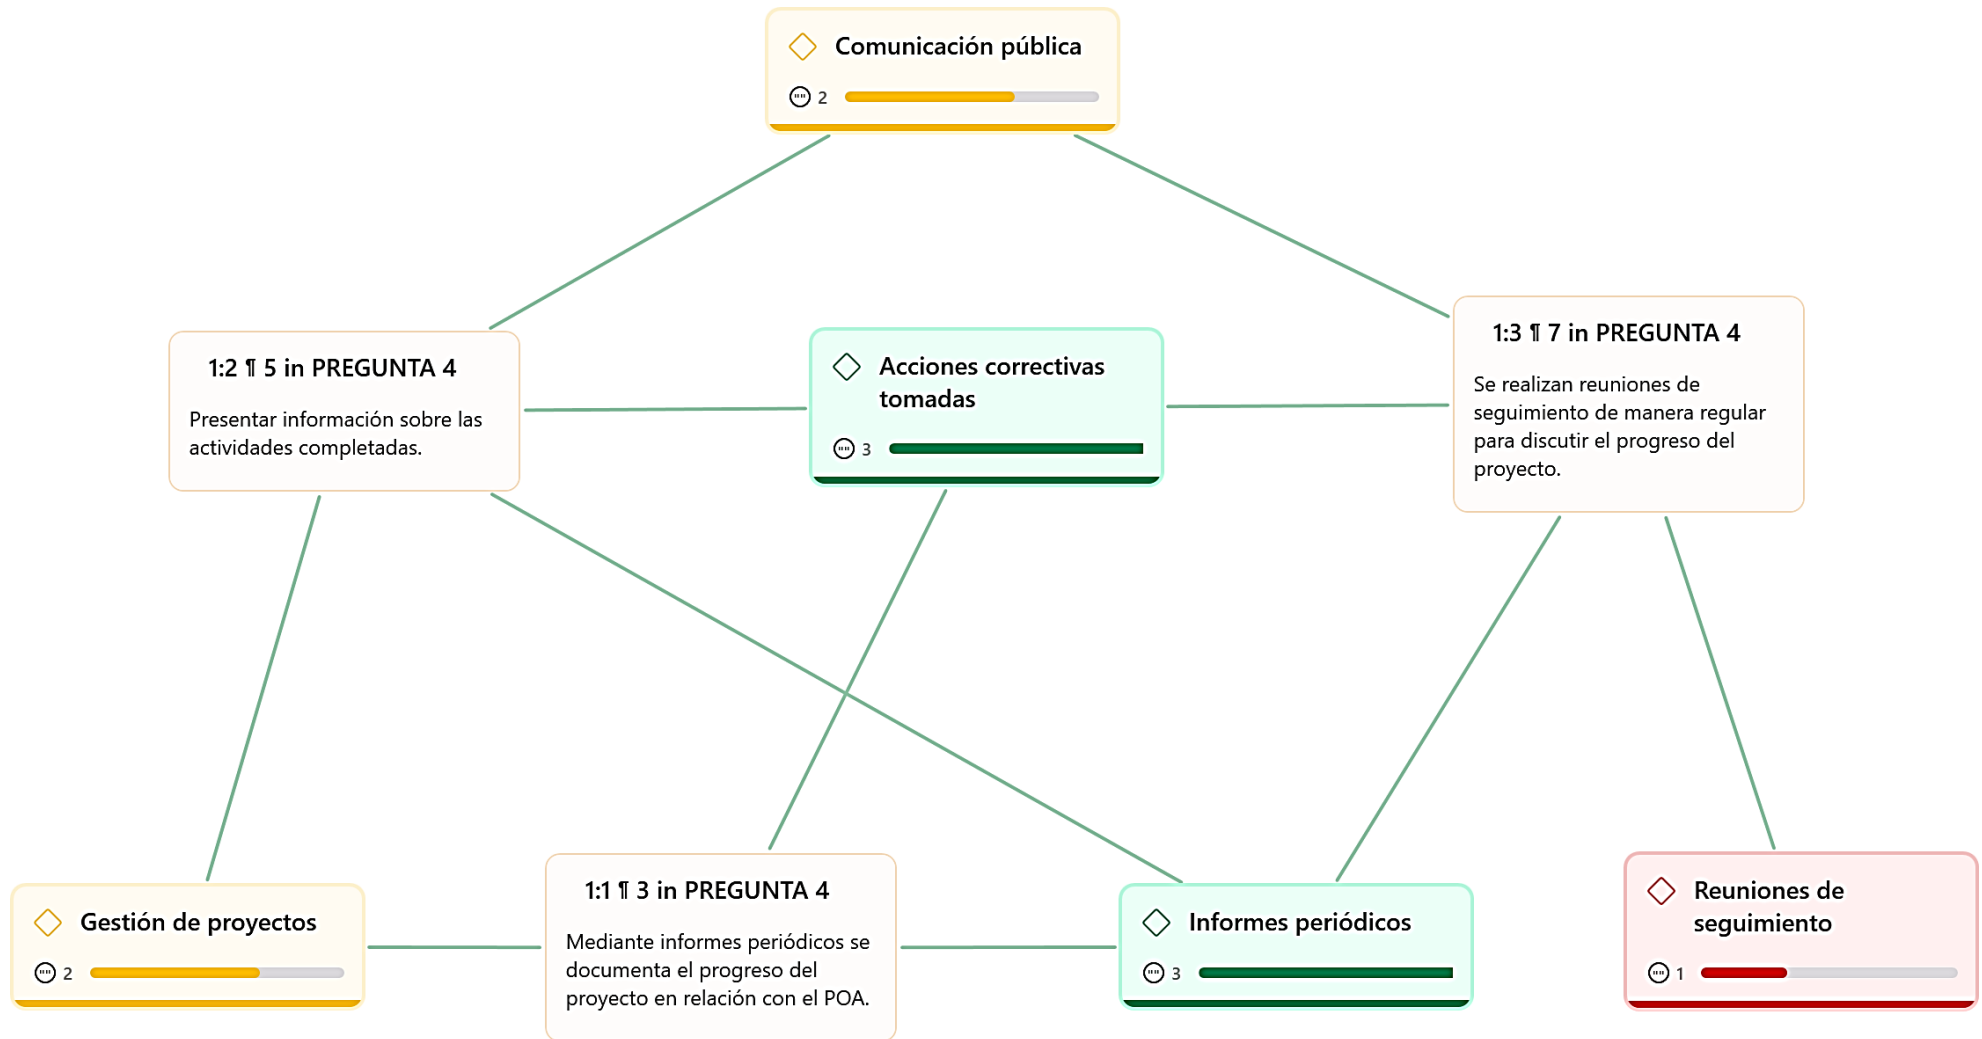 Comunicación pública
2
1:2 ¶ 5 in PREGUNTA 4
Presentar información sobre las
actividades completadas.
Acciones correctivas
tomadas
3
1:3 ¶ 7 in PREGUNTA 4
Se realizan reuniones de
seguimiento de manera regular
para discutir el progreso del
proyecto.
Gestión de proyectos
2
1:1 ¶ 3 in PREGUNTA 4
Mediante informes periódicos se
documenta el progreso del
proyecto en relación con el POA.
Informes periódicos
3
Reuniones de
seguimiento
1